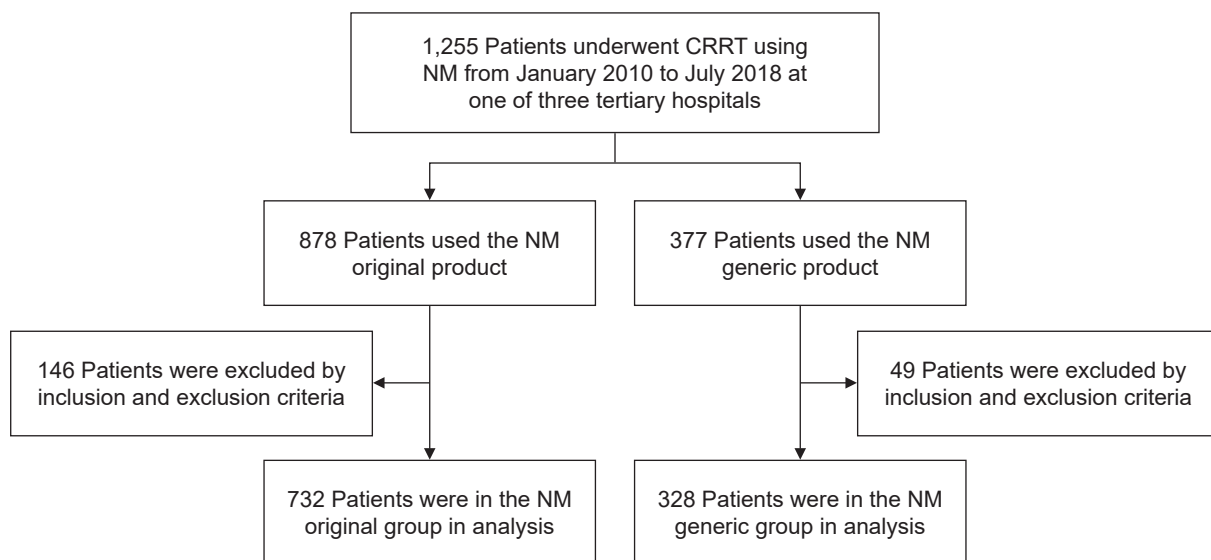 1,255 Patients underwent CRRT using
NM from January 2010 to July 2018 at
one of three tertiary hospitals
878 Patients used the NM
original product
377 Patients used the NM
generic product
146 Patients were excluded by
inclusion and exclusion criteria
49 Patients were excluded by
inclusion and exclusion criteria
732 Patients were in the NM
original group in analysis
328 Patients were in the NM
generic group in analysis